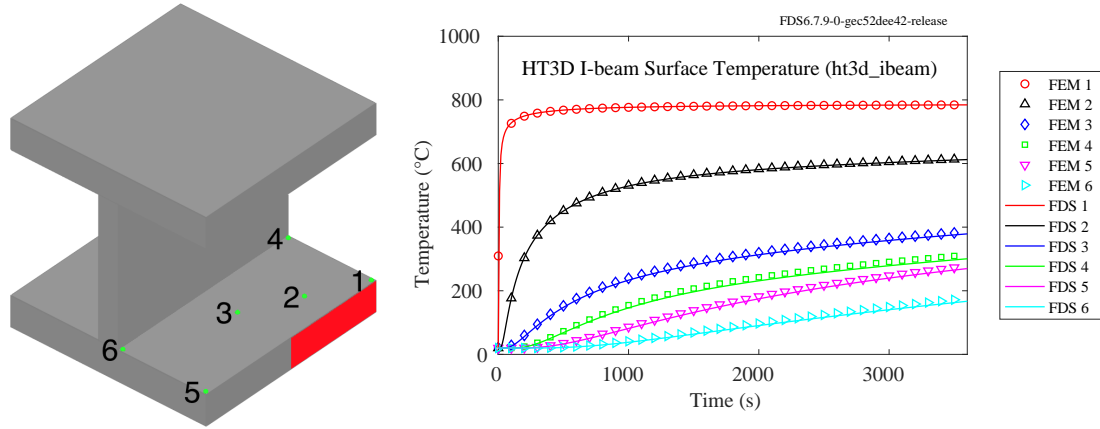 4
1
2
3
6
5
FDS6.7.9-0-gec52dee42-release
HT3D I-beam Surface Temperature (ht3d_ibeam)
1000
800
600
400
200
0
Temperature (°C)
0
1000
2000
3000
Time (s)
FEM 1
FEM 2
FEM 3
FEM 4
FEM 5
FEM 6
FDS 1
FDS 2
FDS 3
FDS 4
FDS 5
FDS 6